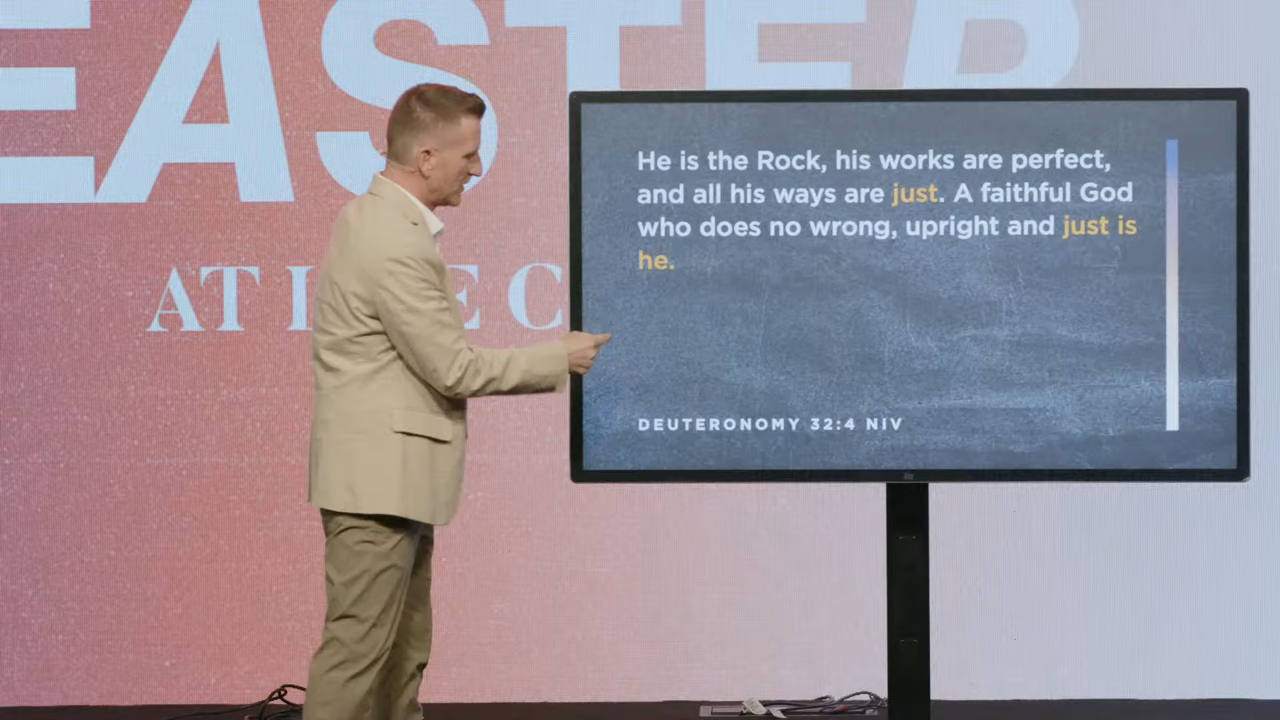 EASTER
AT
He is the Rock, his works are perfect,
and all his ways are just. A faithful God
who does no wrong, upright and just is
he.
DEUTERONOMY 32:4 NIV